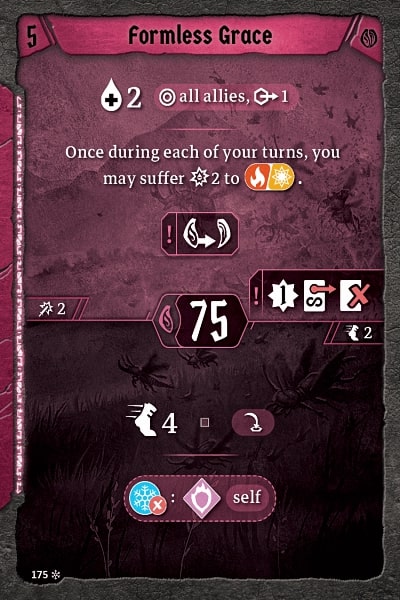 5 Formless Grace
2 all allies, 1
Once during each of your turns, you
may suffer 2 to .
!
! 1
2 75 2
4
:  self
175